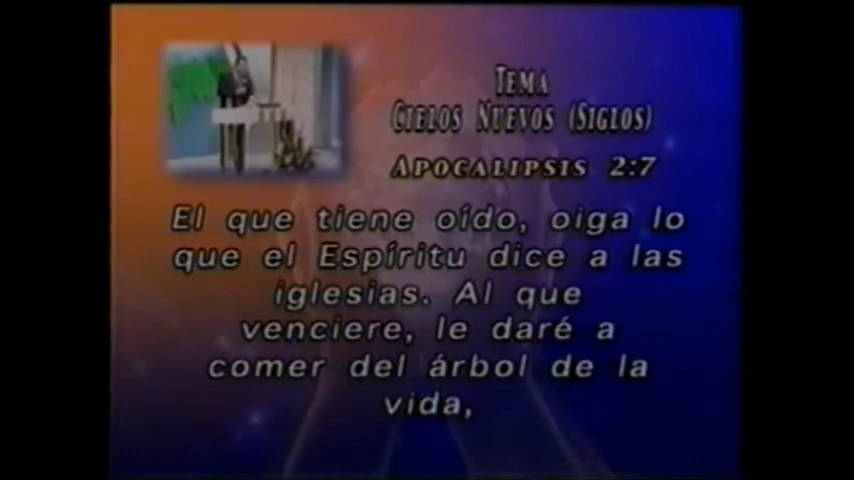 TEMA
CIELOS NUEVOS (SIGLOS)
APOCALIPSIS 2:7
El que tiene oído, oiga lo
que el Espíritu dice a las
iglesias. Al que
venciere, le daré a
comer del árbol de la
vida,